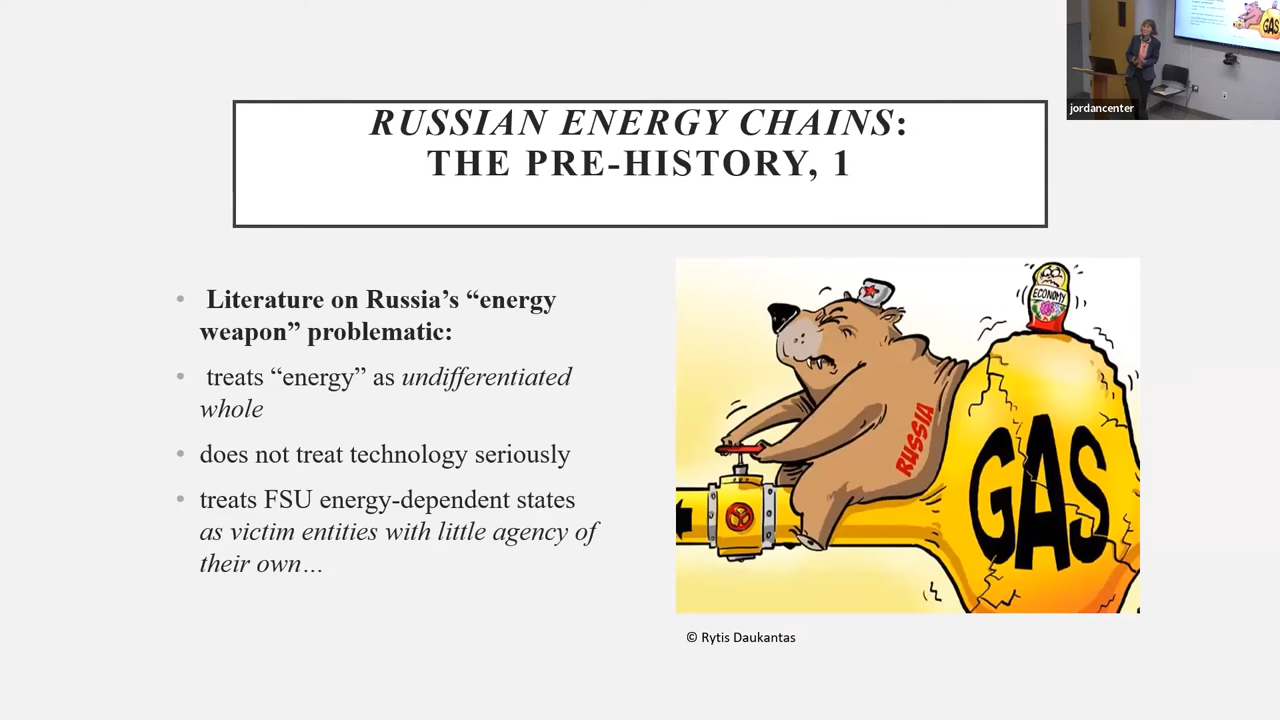 RUSSIAN ENERGY CHAINS:
THE PRE-HISTORY, 1
• Literature on Russia’s “energy
weapon” problematic:
• treats “energy” as undifferentiated
whole
• does not treat technology seriously
• treats FSU energy-dependent states
as victim entities with little agency of
their own…
ECONOMY
RUSSIA
GAS
© Rytis Daukantas
GAS
jordancenter